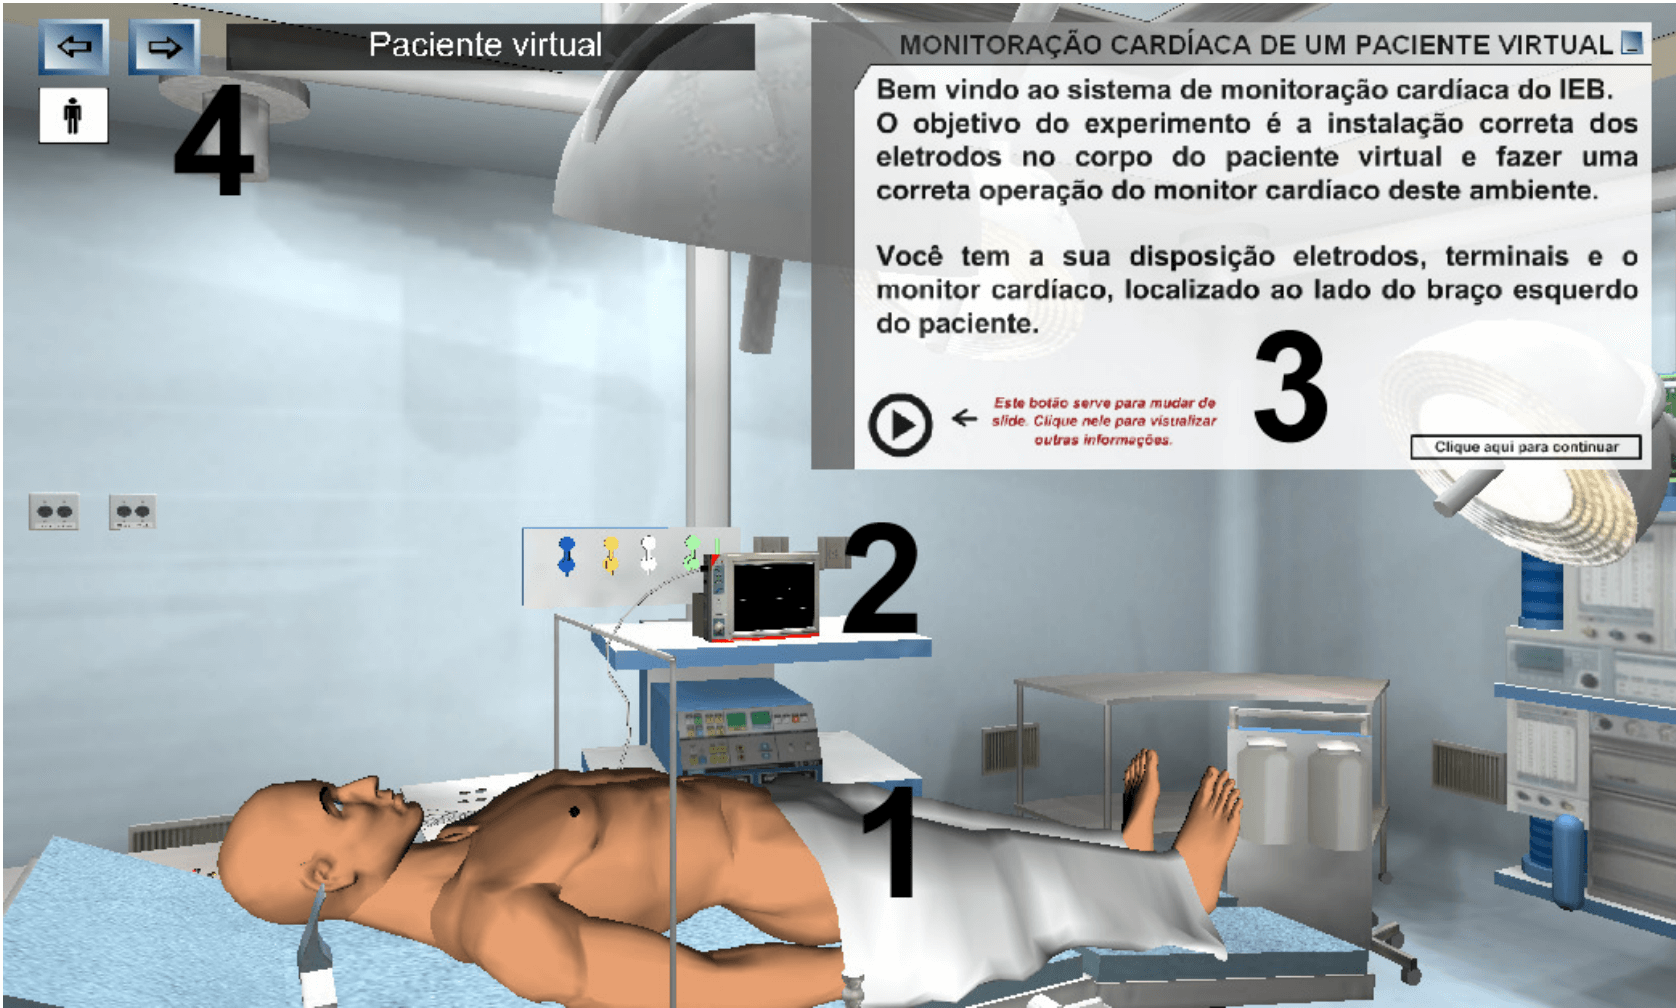 Paciente virtual
4
MONITORAÇÃO CARDÍACA DE UM PACIENTE VIRTUAL
Bem vindo ao sistema de monitoração cardíaca do IEB.
O objetivo do experimento é a instalação correta dos
eletrodos no corpo do paciente virtual e fazer uma
correta operação do monitor cardíaco deste ambiente.
Você tem a sua disposição eletrodos, terminais e o
monitor cardíaco, localizado ao lado do braço esquerdo
do paciente.
Este botão serve para mudar de
slide. Clique nele para visualizar
outras informações.
3
Clique aqui para continuar
2
1